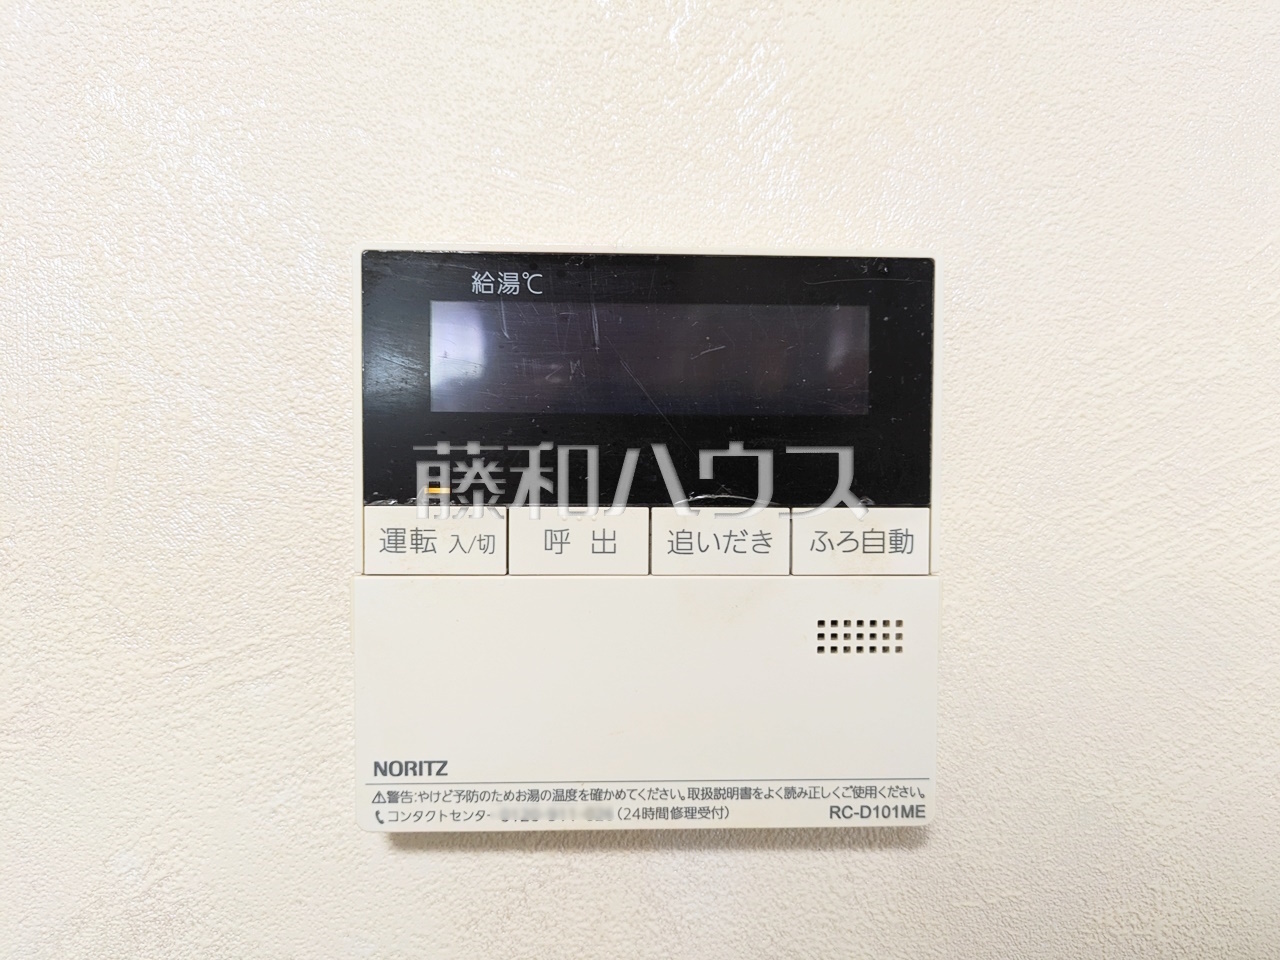 給湯℃
藤和ハウス
運転 入/切
呼出
追いだき
ふろ自動
NORITZ
⚠警告:やけど予防のためお湯の温度を確かめてください。取扱説明書をよく読み正しくご使用ください。
コンタクトセンター (24時間修理受付)
RC-D101ME